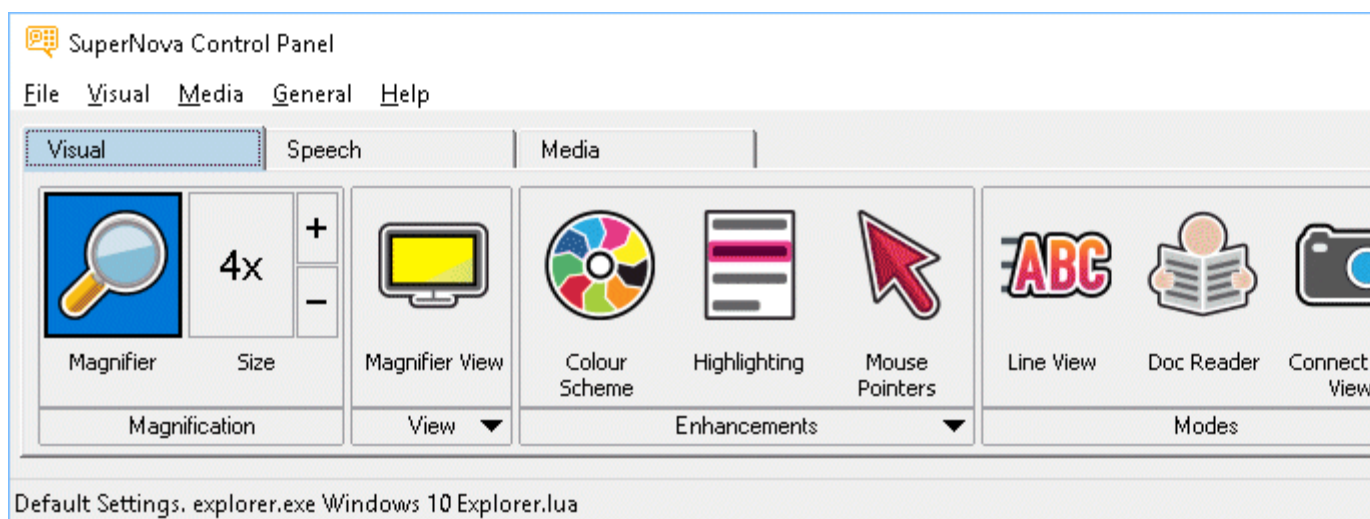 SuperNova Control Panel
File Visual Media General Help
Visual Speech Media
4x + −
ABC
Magnifier Size Magnifier View Colour Scheme Highlighting Mouse Pointers Line View Doc Reader Connect View
Magnification View Enhancements Modes
Default Settings. explorer.exe Windows 10 Explorer.lua